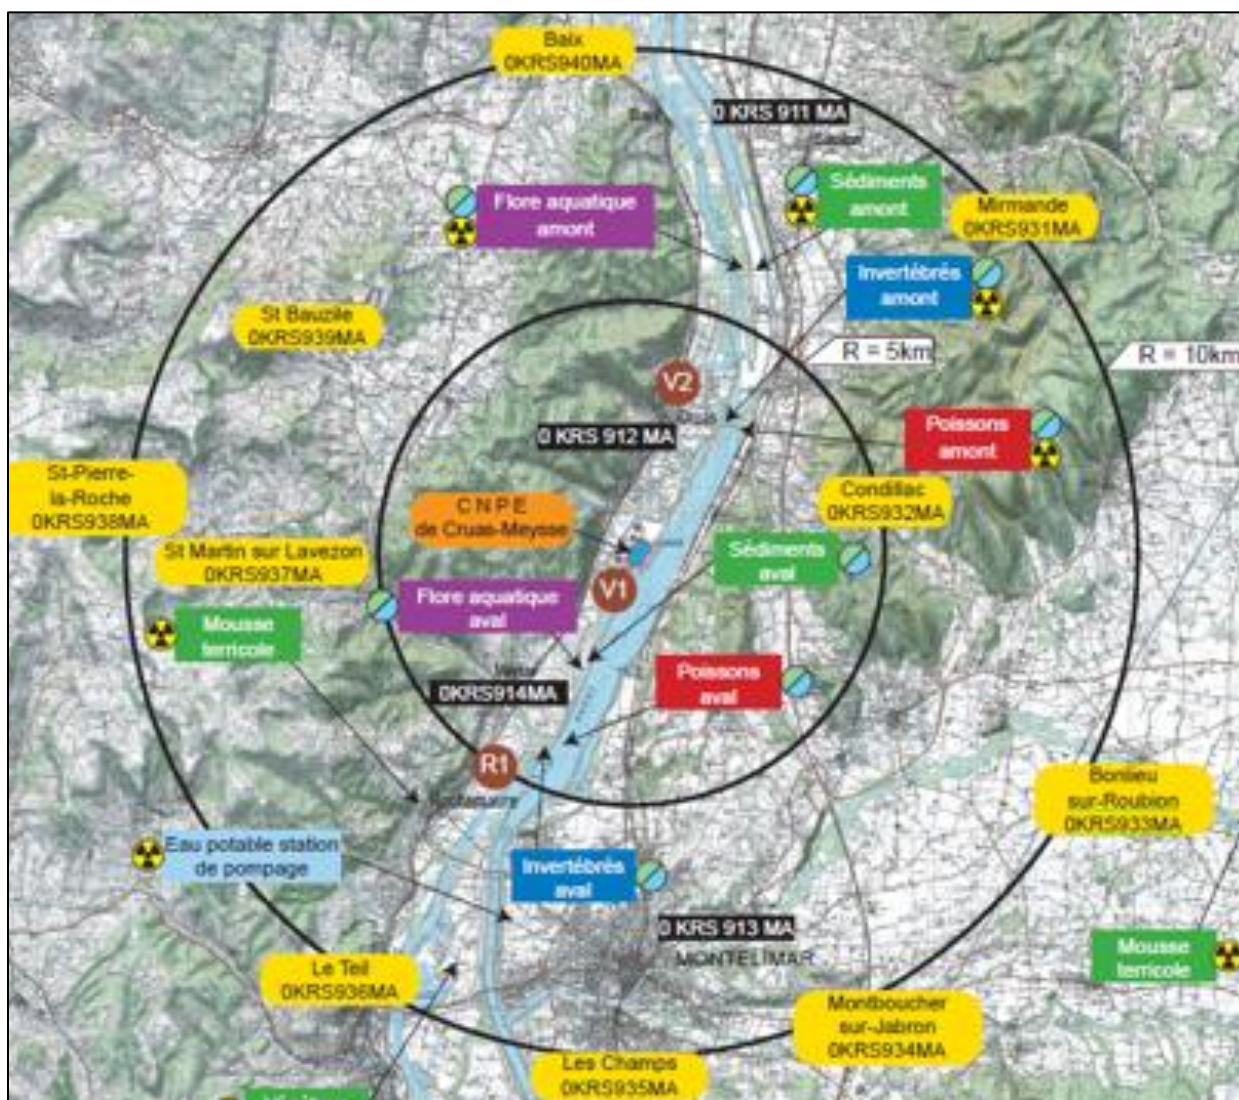 Baix
0KRS940MA
0 KRS 911 MA
Flore aquatique
amont
Sédiments
amont
Mirmande
0KRS931MA
Invertébrés
amont
St Bauzile
0KRS939MA
R = 5km
R = 10km
V2
0 KRS 912 MA
Poissons
amont
St-Pierre-
la-Roche
0KRS938MA
Condillac
0KRS932MA
C N P E
de Cruas-Meysse
St Martin sur Lavezon
0KRS937MA
Sédiments
aval
V1
Flore aquatique
aval
Mousse
terricole
0KRS914MA
Poissons
aval
R1
Bonlieu
sur-Roubion
0KRS933MA
Eau potable station
de pompage
Invertébrés
aval
0 KRS 913 MA
MONTELIMAR
Mousse
terricole
Le Teil
0KRS936MA
Montboucher
sur-Jabron
0KRS934MA
Les Champs
0KRS935MA